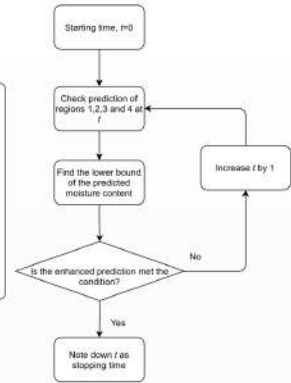 Starting time, t=0
Check prediction of
regions 1,2,3 and 4 at
t
Find the lower bound
of the predicted
moisture content
Increase t by 1
No
Is the enhanced prediction met the
condition?
Yes
Note down t as
stopping time